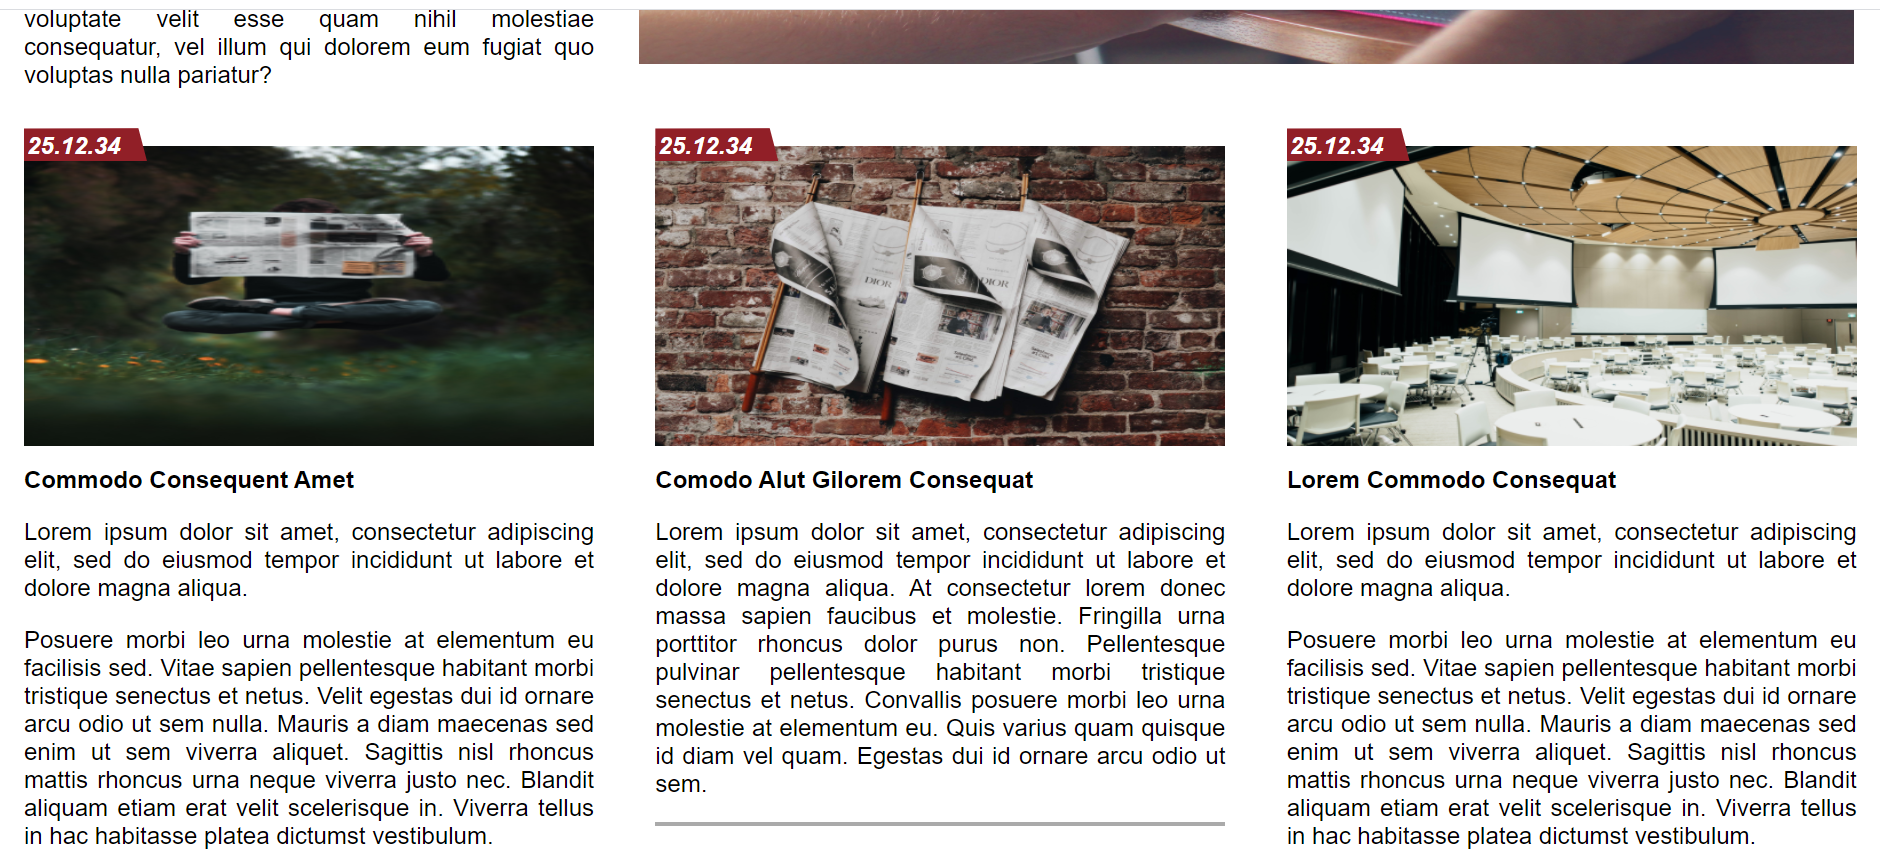 voluptate velit esse quam nihil molestiae
consequatur, vel illum qui dolorem eum fugiat quo
voluptas nulla pariatur?
25.12.34
Commodo Consequent Amet
Lorem ipsum dolor sit amet, consectetur adipiscing
elit, sed do eiusmod tempor incididunt ut labore et
dolore magna aliqua.
Posuere morbi leo urna molestie at elementum eu
facilisis sed. Vitae sapien pellentesque habitant morbi
tristique senectus et netus. Velit egestas dui id ornare
arcu odio ut sem nulla. Mauris a diam maecenas sed
enim ut sem viverra aliquet. Sagittis nisl rhoncus
mattis rhoncus urna neque viverra justo nec. Blandit
aliquam etiam erat velit scelerisque in. Viverra tellus
in hac habitasse platea dictumst vestibulum.
25.12.34
DIOR
DIOR
Comodo Alut Gilorem Consequat
Lorem ipsum dolor sit amet, consectetur adipiscing
elit, sed do eiusmod tempor incididunt ut labore et
dolore magna aliqua. At consectetur lorem donec
massa sapien faucibus et molestie. Fringilla urna
porttitor rhoncus dolor purus non. Pellentesque
pulvinar pellentesque habitant morbi tristique
senectus et netus. Convallis posuere morbi leo urna
molestie at elementum eu. Quis varius quam quisque
id diam vel quam. Egestas dui id ornare arcu odio ut
sem.
25.12.34
Lorem Commodo Consequat
Lorem ipsum dolor sit amet, consectetur adipiscing
elit, sed do eiusmod tempor incididunt ut labore et
dolore magna aliqua.
Posuere morbi leo urna molestie at elementum eu
facilisis sed. Vitae sapien pellentesque habitant morbi
tristique senectus et netus. Velit egestas dui id ornare
arcu odio ut sem nulla. Mauris a diam maecenas sed
enim ut sem viverra aliquet. Sagittis nisl rhoncus
mattis rhoncus urna neque viverra justo nec. Blandit
aliquam etiam erat velit scelerisque in. Viverra tellus
in hac habitasse platea dictumst vestibulum.